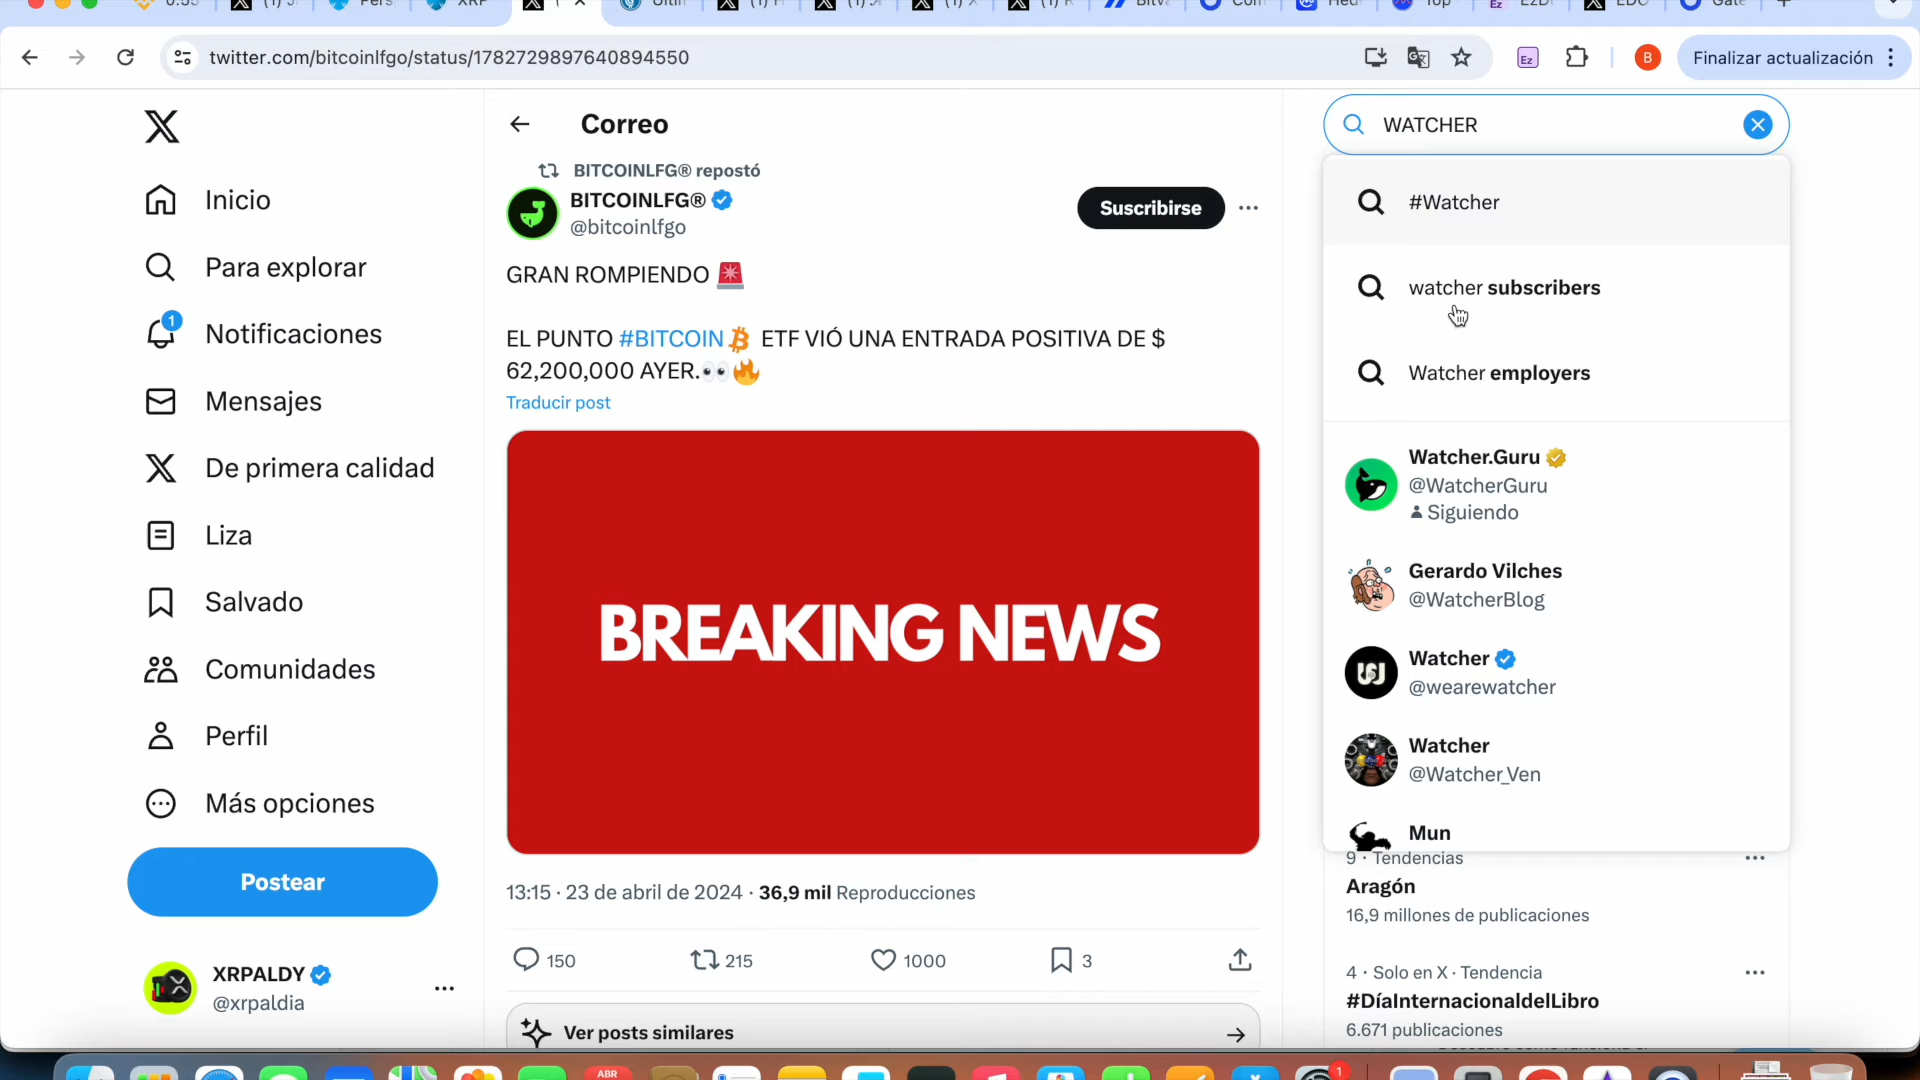 twitter.com/bitcoinlfgo/status/1782729897640894550
Ez
B
Finalizar actualización
Inicio
Para explorar
1
Notificaciones
Mensajes
De primera calidad
Liza
Salvado
Comunidades
Perfil
Más opciones
Postear
XRPALDY
@xrpaldia
Correo
BITCOINLFG® repostó
BITCOINLFG®
@bitcoinlfgo
Suscribirse
GRAN ROMPIENDO
EL PUNTO #BITCOIN ETF VIÓ UNA ENTRADA POSITIVA DE $
62,200,000 AYER.
Traducir post
BREAKING NEWS
13:15 · 23 de abril de 2024 · 36,9 mil Reproducciones
150
215
1000
3
Ver posts similares
WATCHER
#Watcher
watcher subscribers
Watcher employers
Watcher.Guru
@WatcherGuru
Siguiendo
Gerardo Vilches
@WatcherBlog
Watcher
@wearewatcher
Watcher
@Watcher_Ven
Mun
9 · Tendencias
Aragón
16,9 millones de publicaciones
4 · Solo en X · Tendencia
#DíaInternacionaldelLibro
6.671 publicaciones
ABR
1